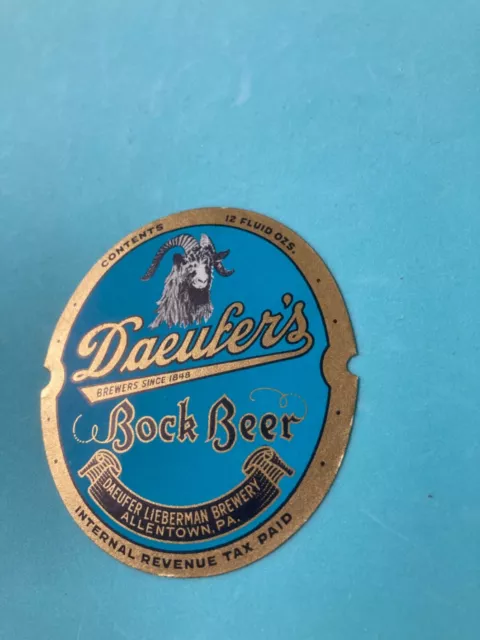 CONTENTS 12 FLUID OZS.
Daeufer's
BREWERS SINCE 1848
Bock Beer
DAEUFER LIEBERMAN BREWERY
ALLENTOWN, PA.
INTERNAL REVENUE TAX PAID